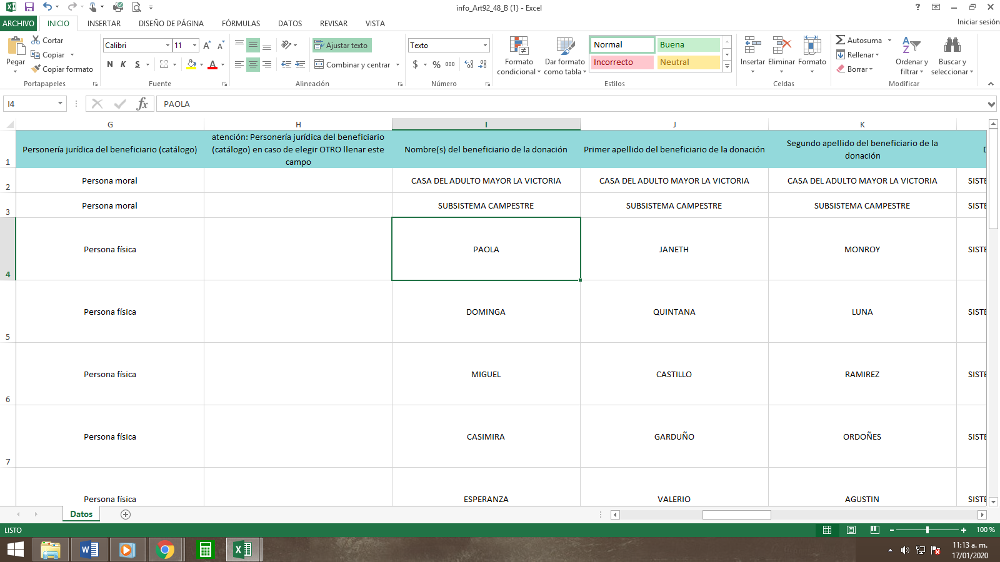 info_Art92_48_B (1) - Excel
ARCHIVO INICIO INSERTAR DISEÑO DE PÁGINA FÓRMULAS DATOS REVISAR VISTA Iniciar sesión
Pegar
Cortar
Copiar
Copiar formato
Portapapeles
Calibri 11
N K S
Fuente
Ajustar texto
Combinar y centrar
Alineación
Texto
$ % 000
Número
Formato condicional
Dar formato como tabla
Normal Buena
Incorrecto Neutral
Estilos
Insertar Eliminar Formato
Celdas
Autosuma
Rellenar
Borrar
Ordenar y filtrar
Buscar y seleccionar
Modificar
I4 fx PAOLA
G H I J K
1 Personería jurídica del beneficiario (catálogo)
atención: Personería jurídica del beneficiario (catálogo) en caso de elegir OTRO llenar este campo
Nombre(s) del beneficiario de la donación
Primer apellido del beneficiario de la donación
Segundo apellido del beneficiario de la donación
2 Persona moral CASA DEL ADULTO MAYOR LA VICTORIA CASA DEL ADULTO MAYOR LA VICTORIA CASA DEL ADULTO MAYOR LA VICTORIA SISTE
3 Persona moral SUBSISTEMA CAMPESTRE SUBSISTEMA CAMPESTRE SUBSISTEMA CAMPESTRE SISTE
4 Persona física PAOLA JANETH MONROY SISTE
5 Persona física DOMINGA QUINTANA LUNA SISTE
6 Persona física MIGUEL CASTILLO RAMIREZ SISTE
7 Persona física CASIMIRA GARDUÑO ORDOÑES SISTE
Persona física ESPERANZA VALERIO AGUSTIN SISTE
Datos
LISTO 100 %
11:13 a. m.
17/01/2020